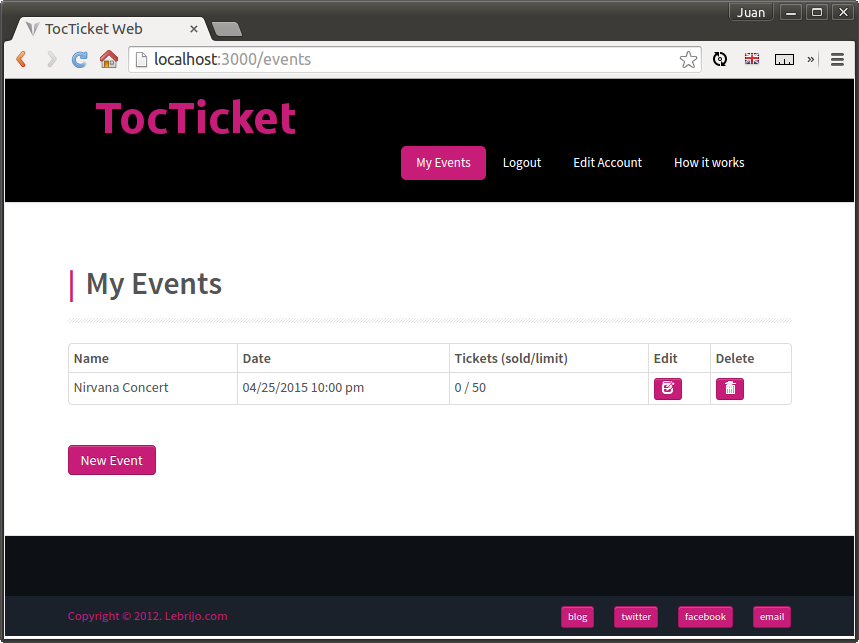 Juan
TocTicket Web
localhost:3000/events
»
TocTicket
My Events Logout Edit Account How it works
My Events
Name Date Tickets (sold/limit) Edit Delete
Nirvana Concert 04/25/2015 10:00 pm 0 / 50
New Event
Copyright © 2012. Lebrijo.com blog twitter facebook email